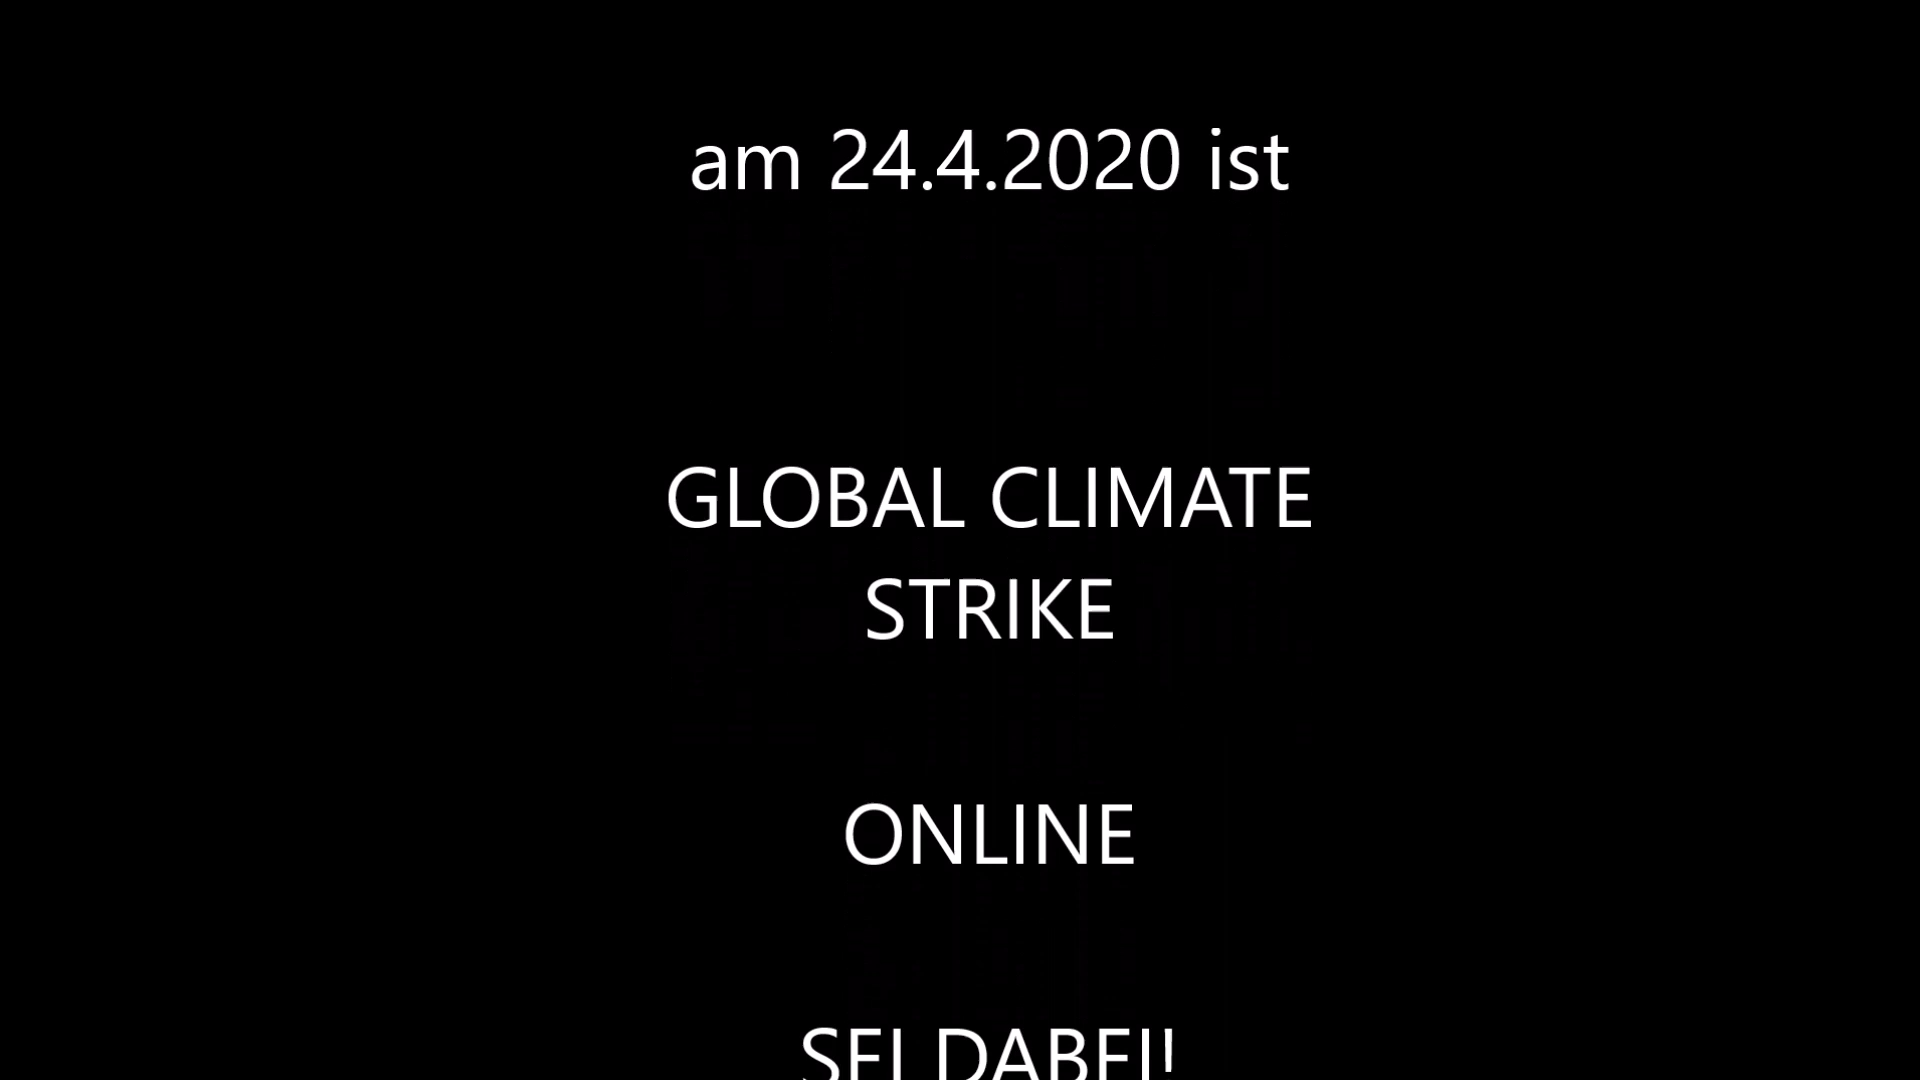 am 24.4.2020 ist
GLOBAL CLIMATE
STRIKE
ONLINE
SEI DABEI!